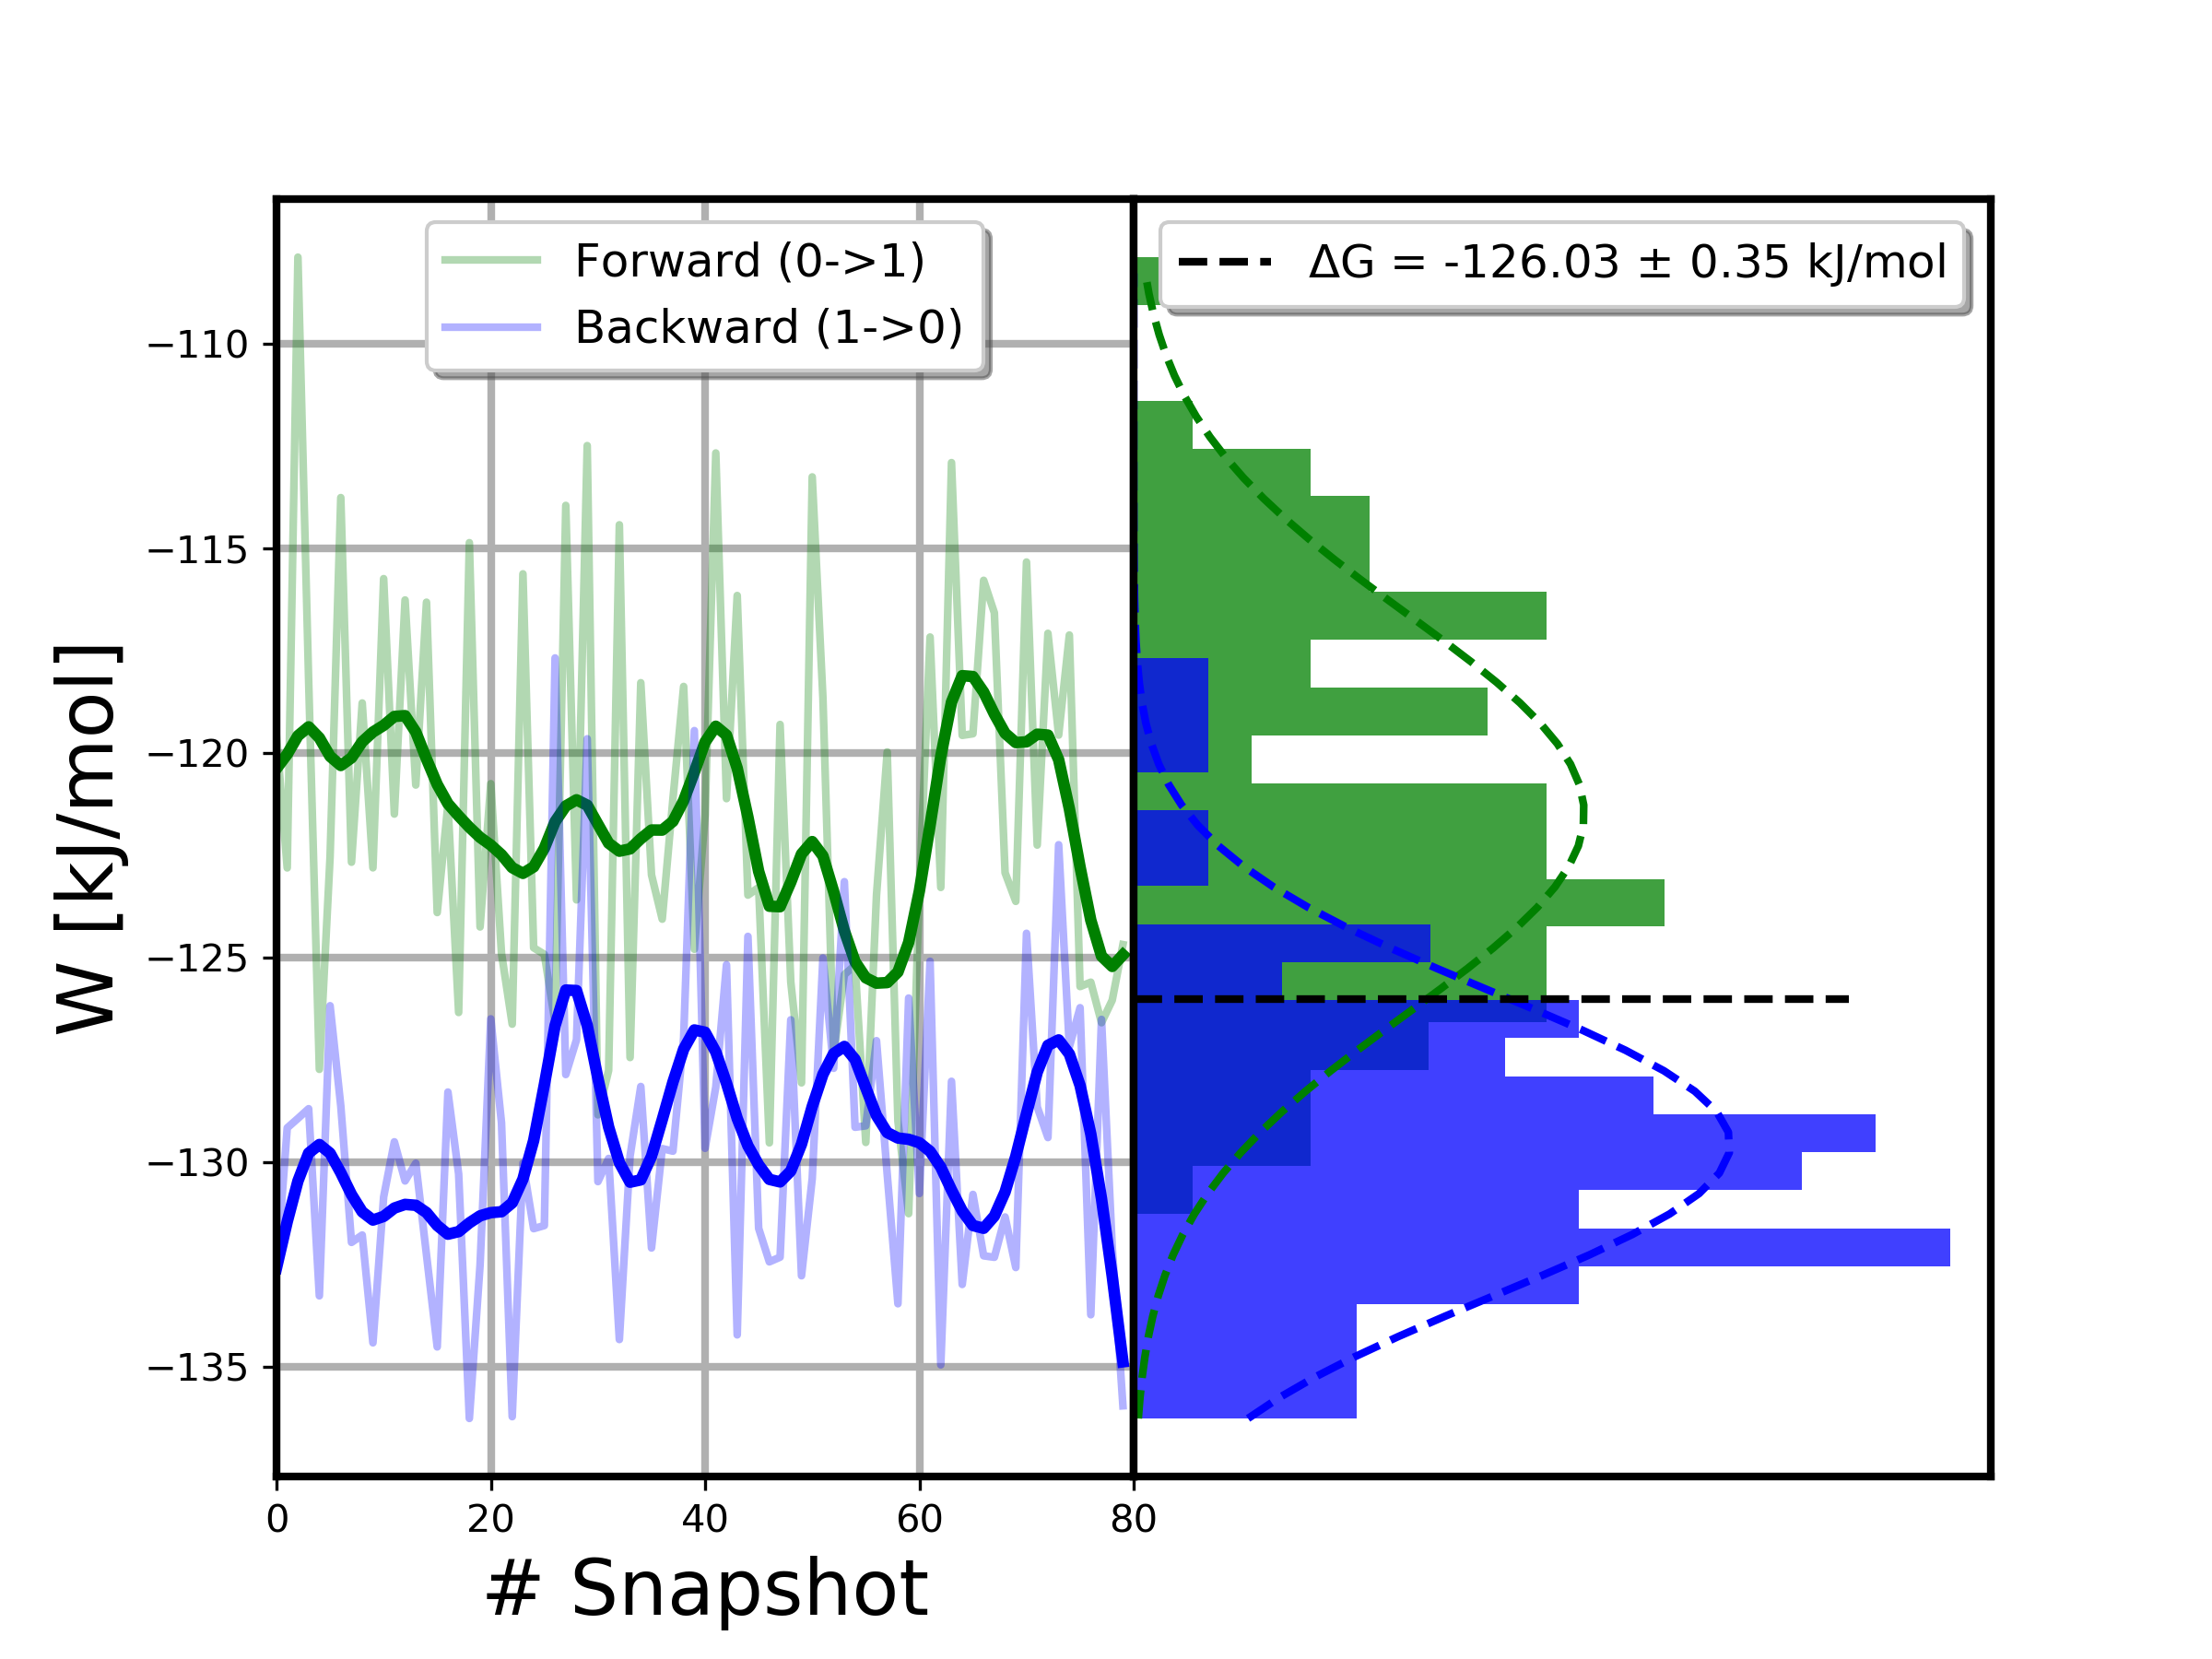 Forward (0->1)
Backward (1->0)
ΔG = -126.03 ± 0.35 kJ/mol
W [kJ/mol]
−110
−115
−120
−125
−130
−135
0 20 40 60 80
# Snapshot